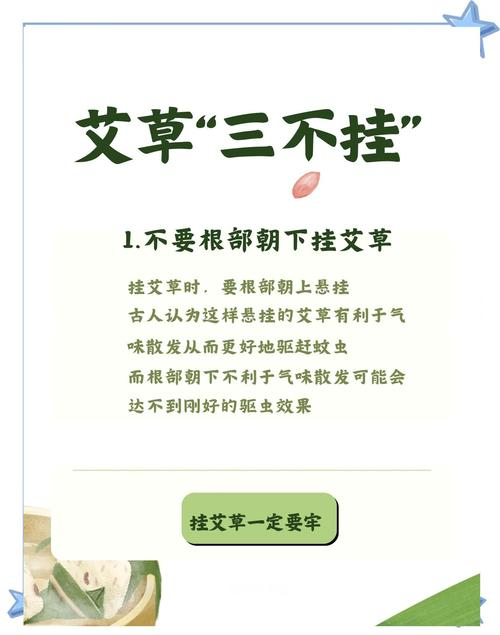 艾草“三不挂”
1.不要根部朝下挂艾草
挂艾草时，要根部朝上悬挂
古人认为这样悬挂的艾草有利于气
味散发从而更好地驱赶蚊虫
而根部朝下不利于气味散发可能会
达不到刚好的驱虫效果
挂艾草一定要牢